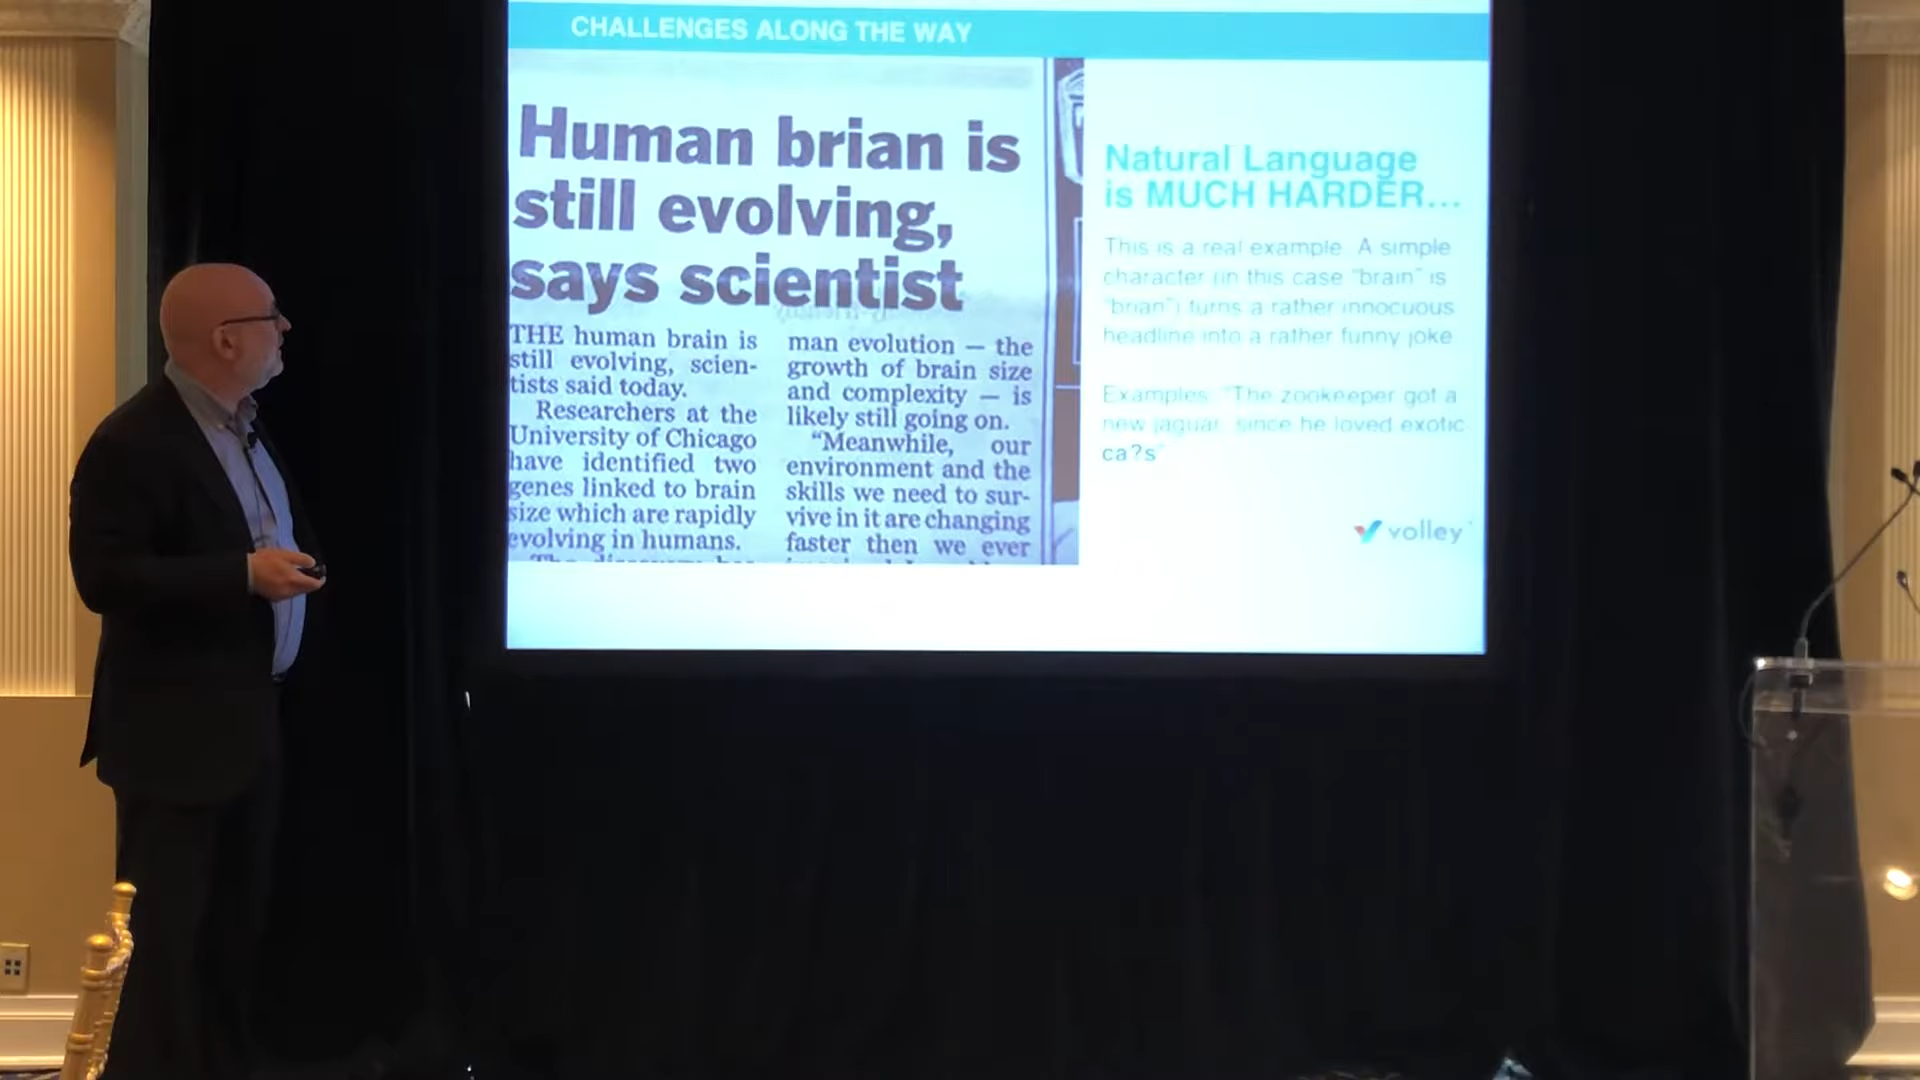 CHALLENGES ALONG THE WAY
Human brian is
still evolving,
says scientist
THE human brain is
still evolving, scien-
tists said today.
Researchers at the
University of Chicago
have identified two
genes linked to brain
size which are rapidly
evolving in humans.
man evolution — the
growth of brain size
and complexity — is
likely still going on.
“Meanwhile, our
environment and the
skills we need to sur-
vive in it are changing
faster then we ever
Natural Language
is MUCH HARDER...
This is a real example. A simple
character (in this case "brain" is
"brian") turns a rather innocuous
headline into a rather funny joke.
Examples: "The zookeeper got a
new jaguar, since he loved exotic
ca?s"
volley